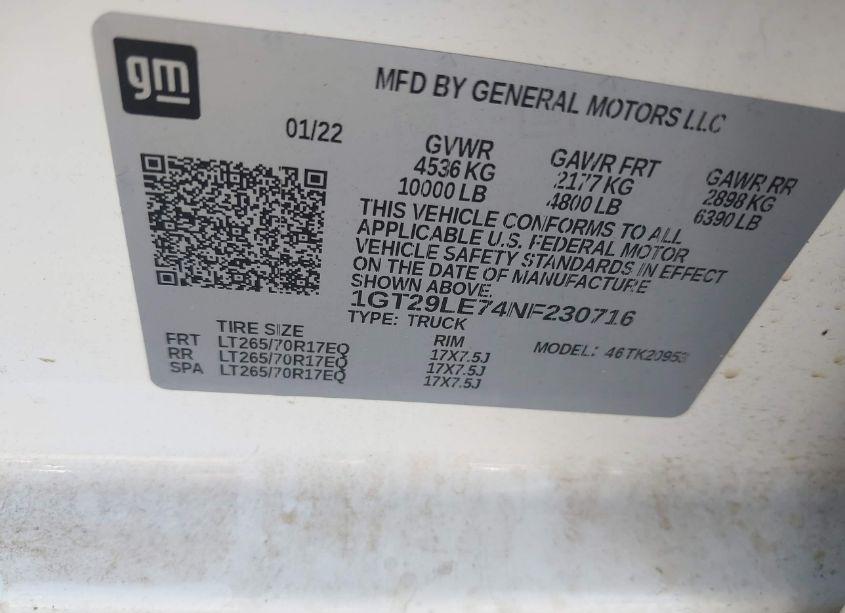 gm
MFD BY GENERAL MOTORS LLC
01/22
GVWR GAWR FRT GAWR RR
4536 KG 2177 KG 2898 KG
10000 LB 4800 LB 6390 LB
THIS VEHICLE CONFORMS TO ALL
APPLICABLE U.S. FEDERAL MOTOR
VEHICLE SAFETY STANDARDS IN EFFECT
ON THE DATE OF MANUFACTURE
SHOWN ABOVE.
1GT29LE74NF230716
TYPE: TRUCK
MODEL: 46TK20953
TIRE SIZE RIM
FRT LT265/70R17EQ 17X7.5J
RR LT265/70R17EQ 17X7.5J
SPA LT265/70R17EQ 17X7.5J